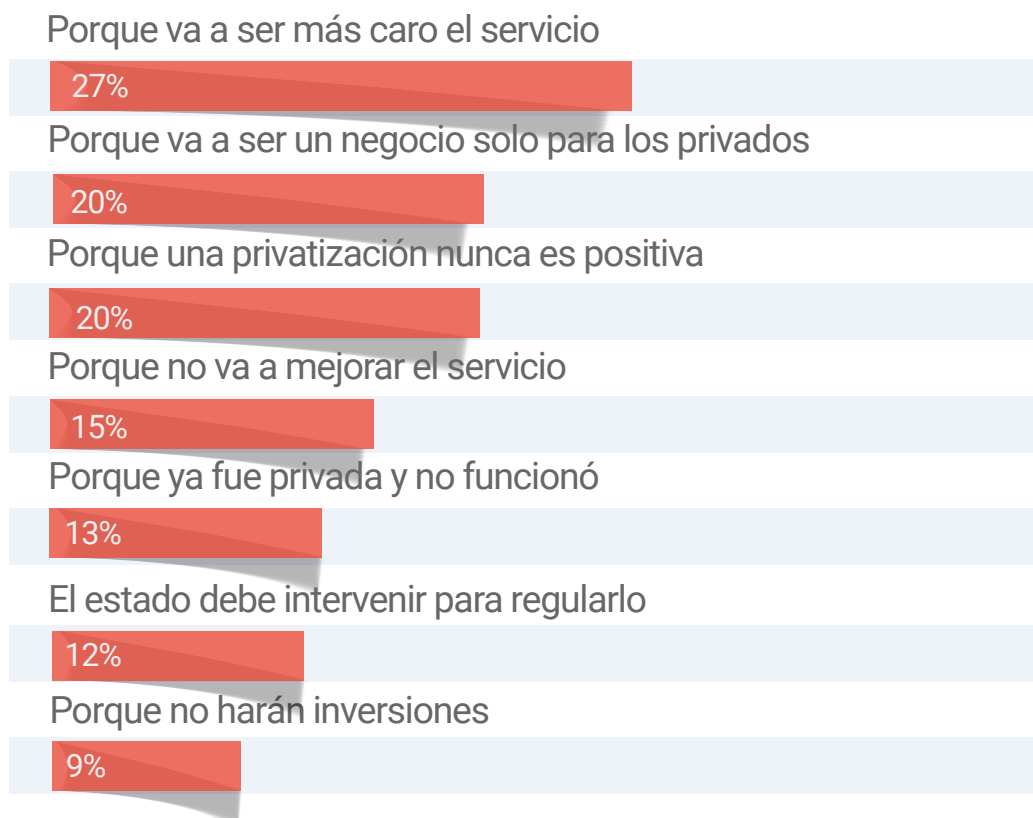 Porque va a ser más caro el servicio
27%
Porque va a ser un negocio solo para los privados
20%
Porque una privatización nunca es positiva
20%
Porque no va a mejorar el servicio
15%
Porque ya fue privada y no funcionó
13%
El estado debe intervenir para regularlo
12%
Porque no harán inversiones
9%